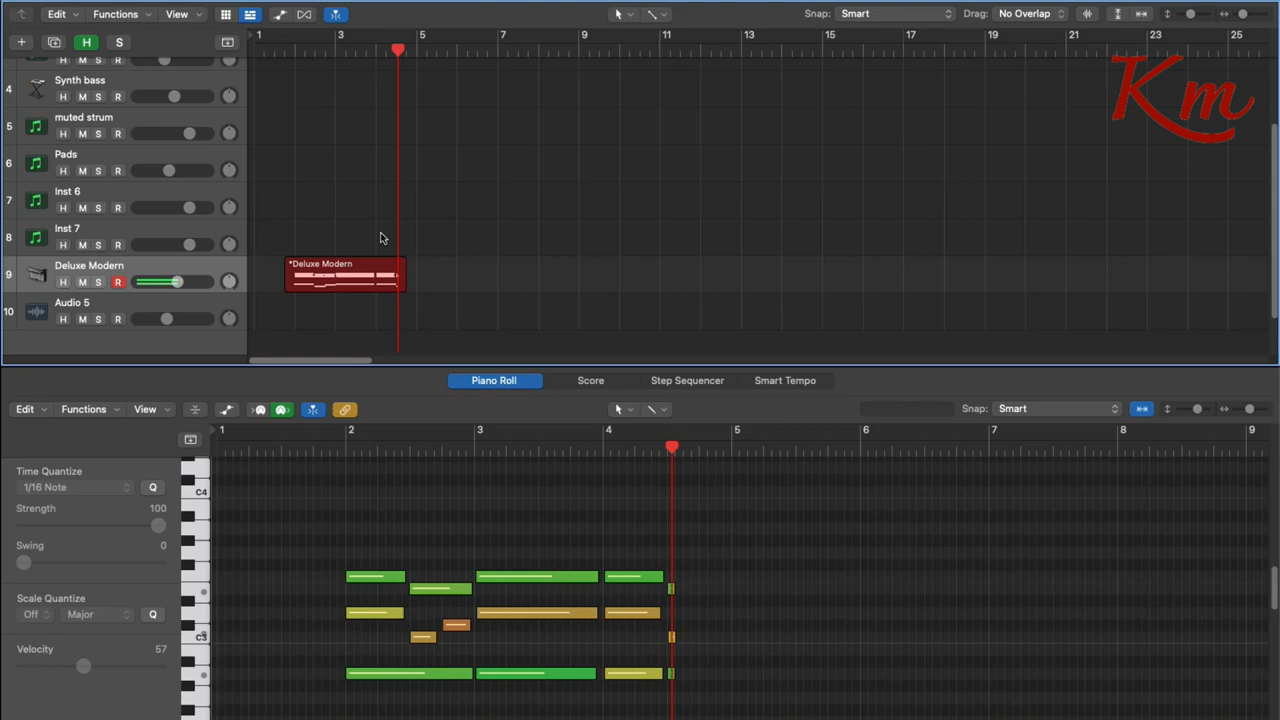 Edit Functions View Snap: Smart Drag: No Overlap
H S 1 3 5 7 9 11 13 15 17 19 21 23 25
Km
4 Synth bass
H M S R
5 muted strum
H M S R
6 Pads
H M S R
7 Inst 6
H M S R
8 Inst 7
H M S R
9 Deluxe Modern
H M S R
*Deluxe Modern
10 Audio 5
H M S R
Piano Roll Score Step Sequencer Smart Tempo
Edit Functions View Snap: Smart
1 2 3 4 5 6 7 8 9
Time Quantize
1/16 Note Q
Strength 100
Swing 0
Scale Quantize
Off Major Q
Velocity 57
C4
C3